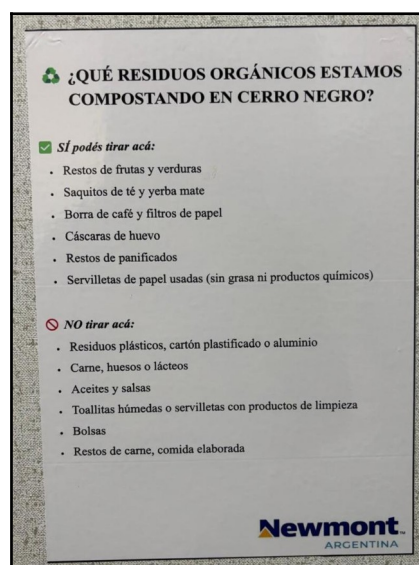 ¿QUÉ RESIDUOS ORGÁNICOS ESTAMOS
COMPOSTANDO EN CERRO NEGRO?
SÍ podés tirar acá:
• Restos de frutas y verduras
• Saquitos de té y yerba mate
• Borra de café y filtros de papel
• Cáscaras de huevo
• Restos de panificados
• Servilletas de papel usadas (sin grasa ni productos químicos)
NO tirar acá:
• Residuos plásticos, cartón plastificado o aluminio
• Carne, huesos o lácteos
• Aceites y salsas
• Toallitas húmedas o servilletas con productos de limpieza
• Bolsas
• Restos de carne, comida elaborada
Newmont
ARGENTINA